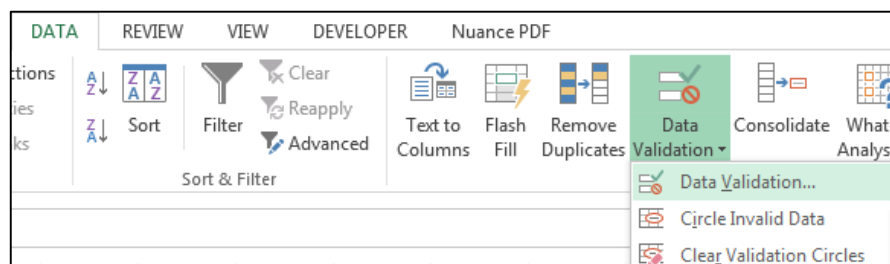 DATA REVIEW VIEW DEVELOPER Nuance PDF
Clear
Reapply
Advanced
Sort
Filter
Sort & Filter
Text to
Columns
Flash
Fill
Remove
Duplicates
Data
Validation
Consolidate
What
Data Validation...
Circle Invalid Data
Clear Validation Circles